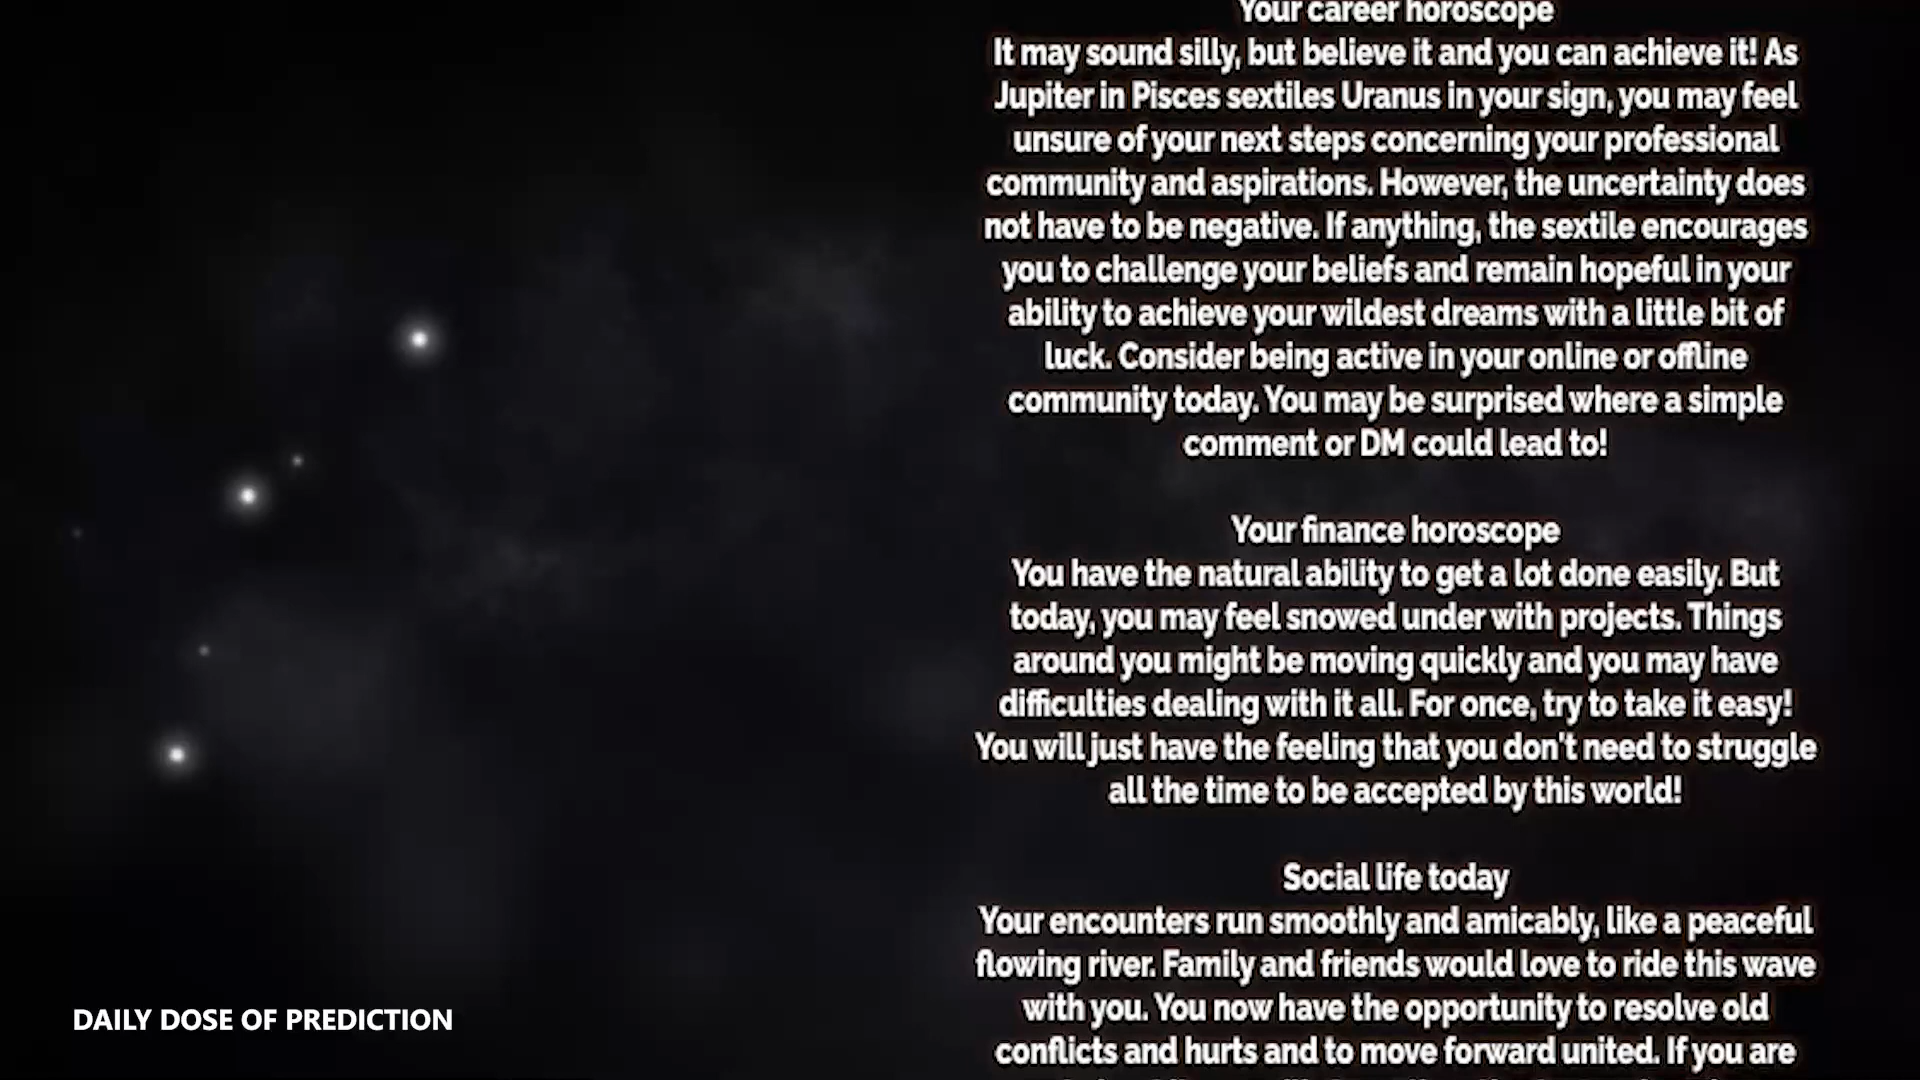 Your career horoscope
It may sound silly, but believe it and you can achieve it! As
Jupiter in Pisces sextiles Uranus in your sign, you may feel
unsure of your next steps concerning your professional
community and aspirations. However, the uncertainty does
not have to be negative. If anything, the sextile encourages
you to challenge your beliefs and remain hopeful in your
ability to achieve your wildest dreams with a little bit of
luck. Consider being active in your online or offline
community today. You may be surprised where a simple
comment or DM could lead to!
Your finance horoscope
You have the natural ability to get a lot done easily. But
today, you may feel snowed under with projects. Things
around you might be moving quickly and you may have
difficulties dealing with it all. For once, try to take it easy!
You will just have the feeling that you don't need to struggle
all the time to be accepted by this world!
Social life today
Your encounters run smoothly and amicably, like a peaceful
flowing river. Family and friends would love to ride this wave
with you. You now have the opportunity to resolve old
conflicts and hurts and to move forward united. If you are
DAILY DOSE OF PREDICTION